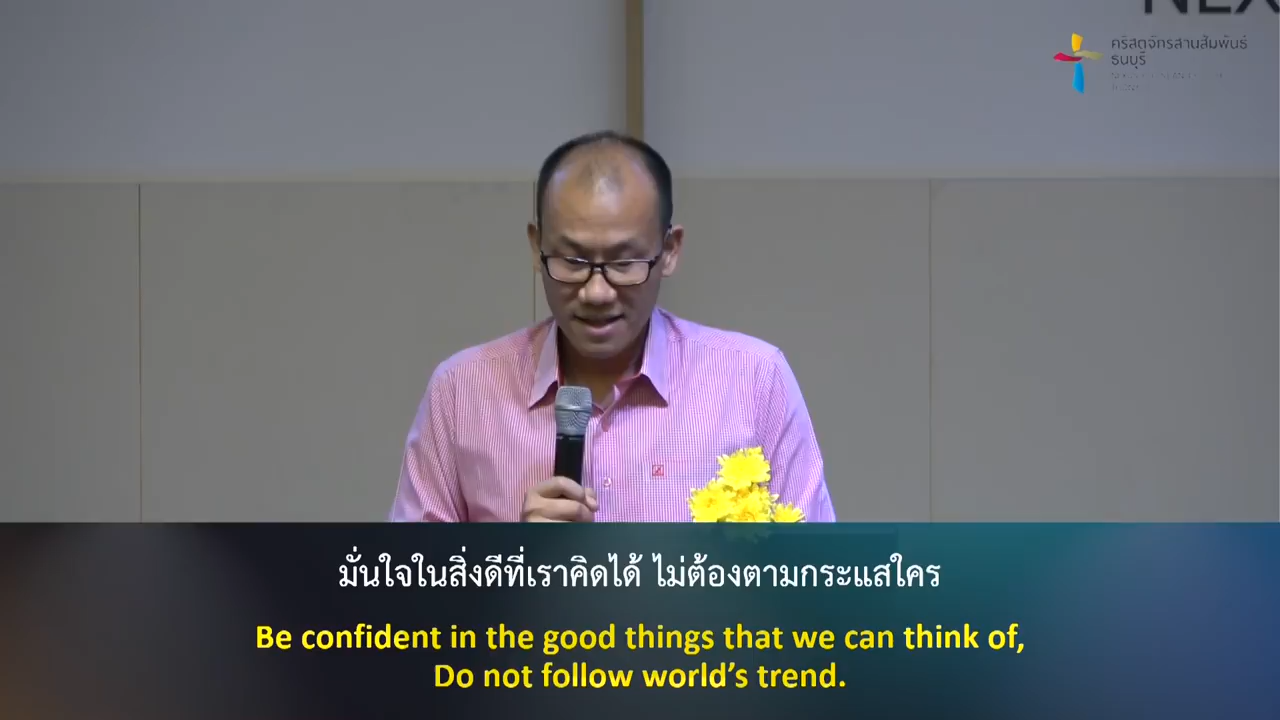 คริสตจักรสานสัมพันธ์
ธนบุรี
มั่นใจในสิ่งดีที่เราคิดได้ ไม่ต้องตามกระแสใคร
Be confident in the good things that we can think of,
Do not follow world’s trend.